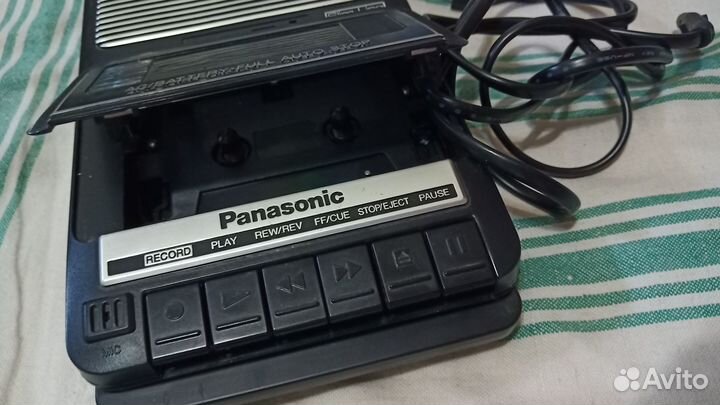 AC/BATTERY•FULL AUTO STOP
Panasonic
RECORD PLAY REW/REV FF/CUE STOP/EJECT PAUSE
MIC
Avito